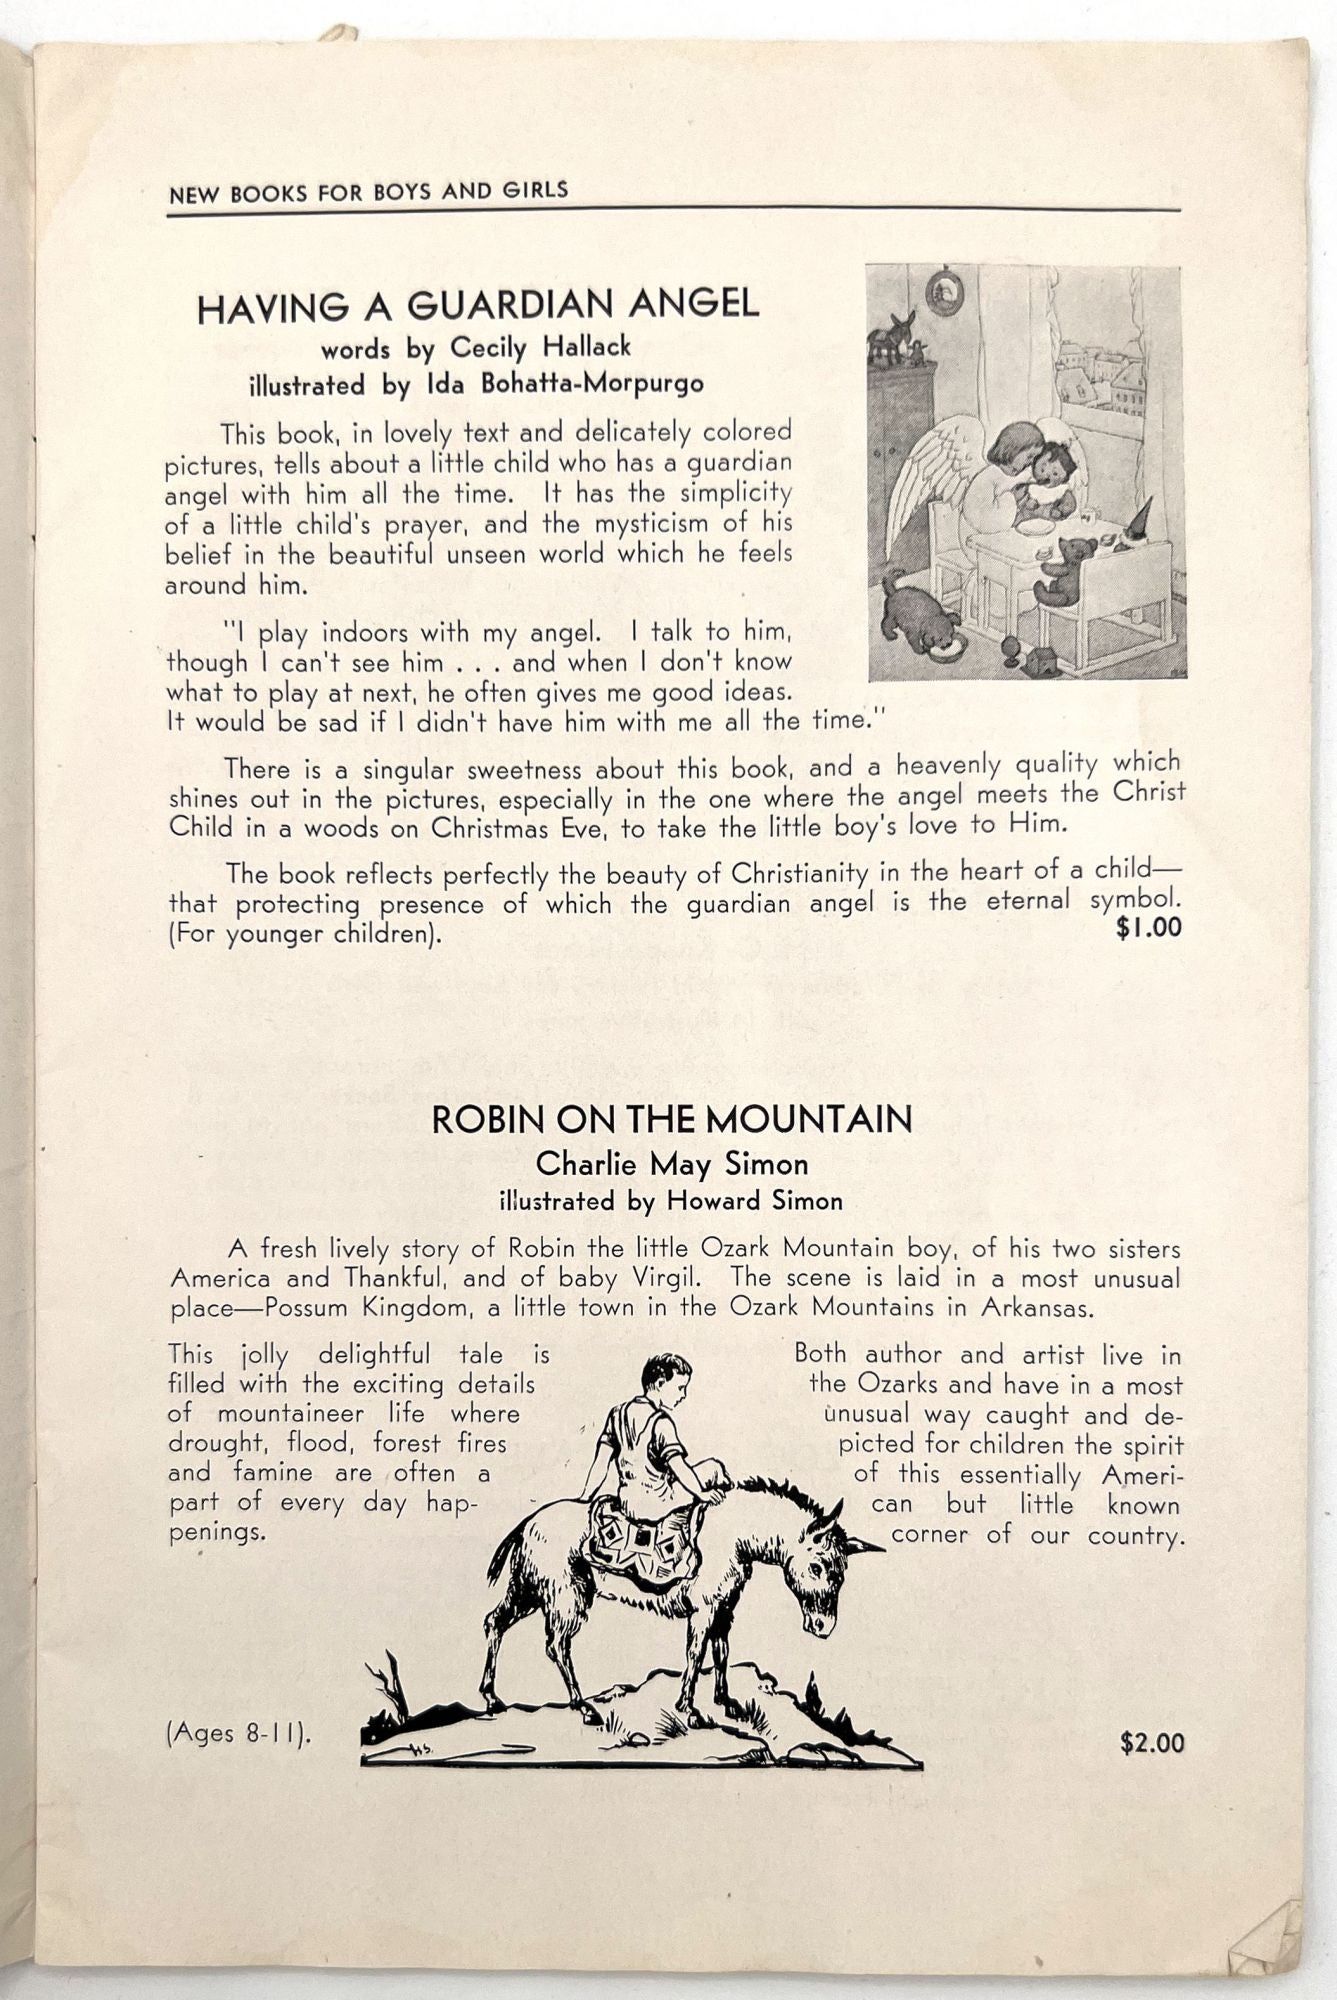 NEW BOOKS FOR BOYS AND GIRLS
HAVING A GUARDIAN ANGEL
words by Cecily Hallack
illustrated by Ida Bohatta-Morpurgo
This book, in lovely text and delicately colored
pictures, tells about a little child who has a guardian
angel with him all the time. It has the simplicity
of a little child's prayer, and the mysticism of his
belief in the beautiful unseen world which he feels
around him.
"I play indoors with my angel. I talk to him,
though I can't see him . . . and when I don't know
what to play at next, he often gives me good ideas.
It would be sad if I didn't have him with me all the time."
There is a singular sweetness about this book, and a heavenly quality which
shines out in the pictures, especially in the one where the angel meets the Christ
Child in a woods on Christmas Eve, to take the little boy's love to Him.
The book reflects perfectly the beauty of Christianity in the heart of a child—
that protecting presence of which the guardian angel is the eternal symbol.
(For younger children). $1.00
ROBIN ON THE MOUNTAIN
Charlie May Simon
illustrated by Howard Simon
A fresh lively story of Robin the little Ozark Mountain boy, of his two sisters
America and Thankful, and of baby Virgil. The scene is laid in a most unusual
place—Possum Kingdom, a little town in the Ozark Mountains in Arkansas.
This jolly delightful tale is
filled with the exciting details
of mountaineer life where
drought, flood, forest fires
and famine are often a
part of every day hap-
penings.
Both author and artist live in
the Ozarks and have in a most
unusual way caught and de-
picted for children the spirit
of this essentially Ameri-
can but little known
corner of our country.
HS.
(Ages 8-11). $2.00